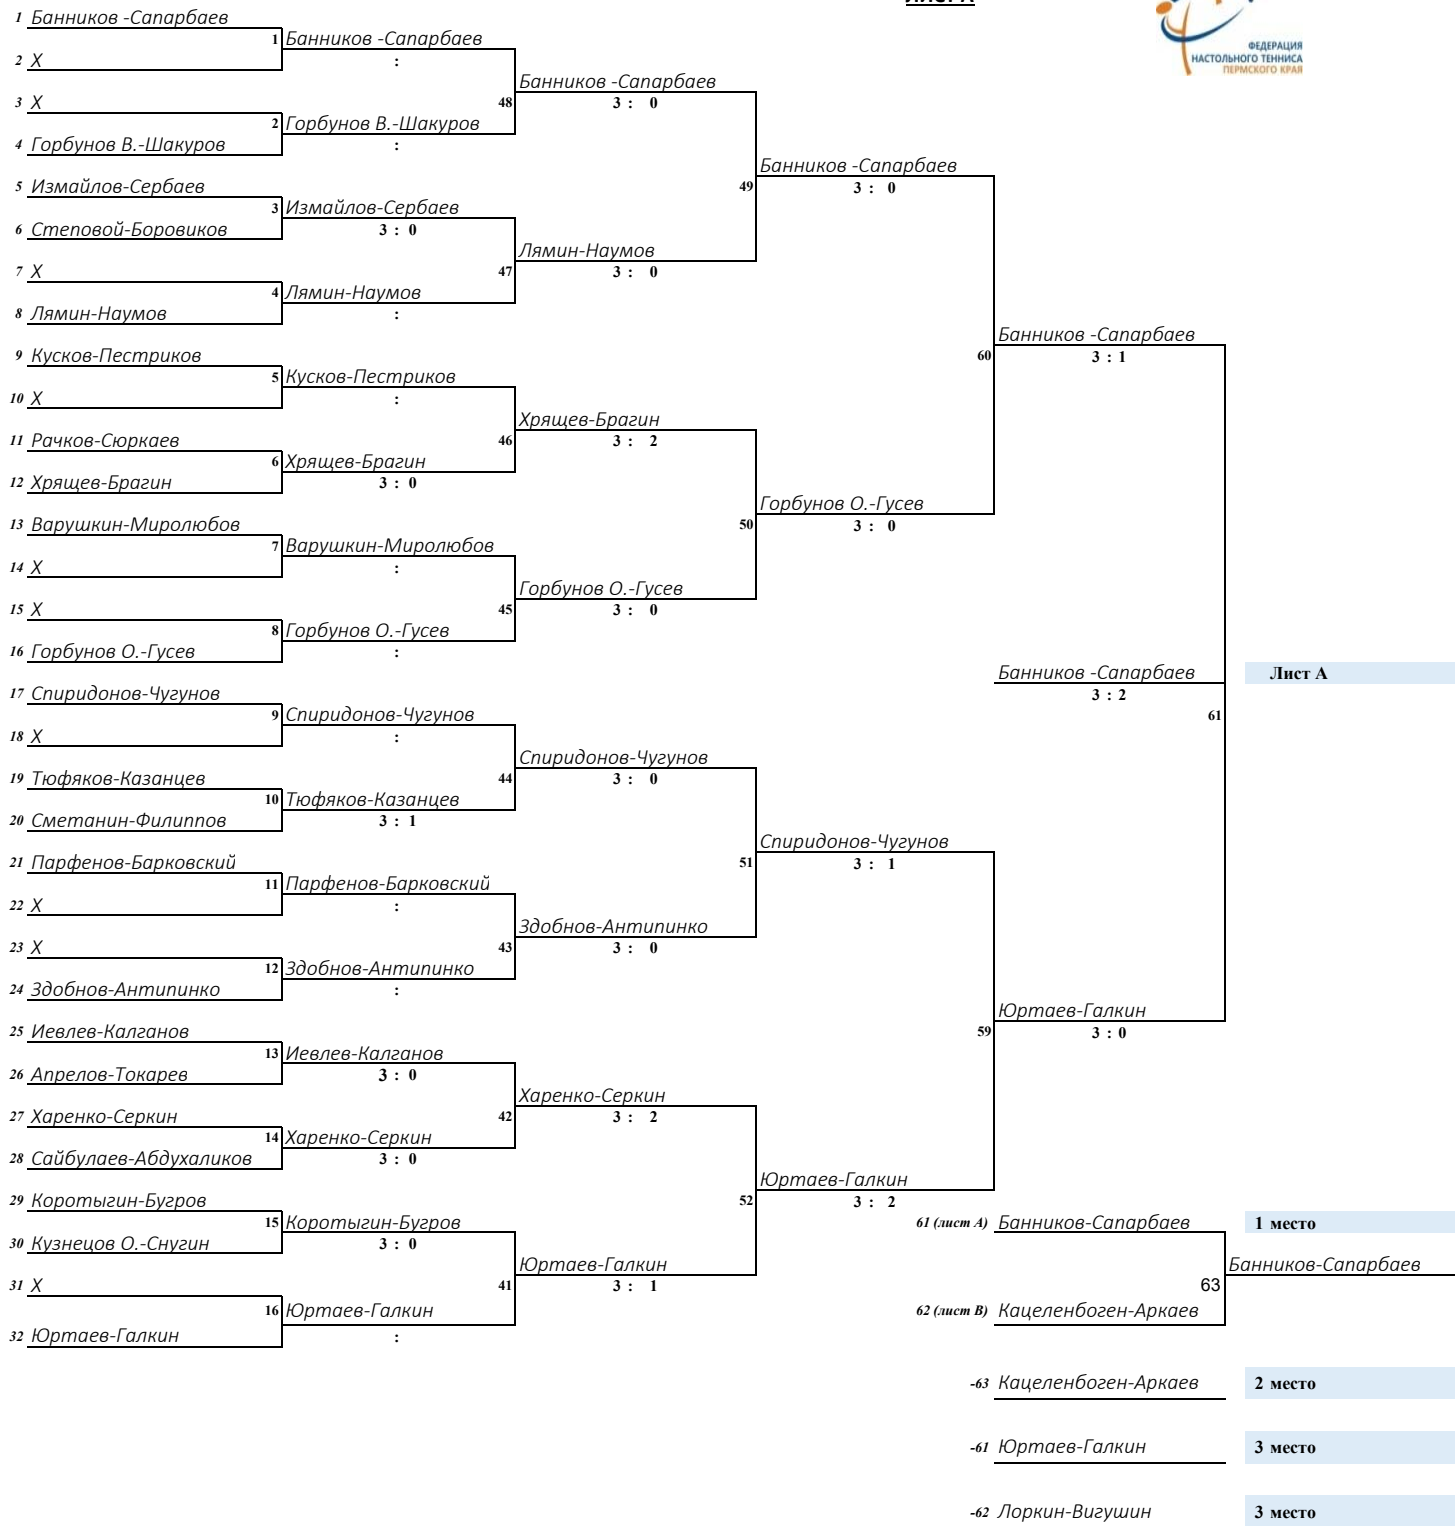 ЛИСТ А
ФЕДЕРАЦИЯ
НАСТОЛЬНОГО ТЕННИСА
ПЕРМСКОГО КРАЯ
1 Банников -Сапарбаев
1 Банников -Сапарбаев
2 X
:
Банников -Сапарбаев
3 X
48
3 : 0
2 Горбунов В.-Шакуров
4 Горбунов В.-Шакуров
:
Банников -Сапарбаев
5 Измайлов-Сербаев
49
3 : 0
3 Измайлов-Сербаев
6 Степовой-Боровиков
3 : 0
Лямин-Наумов
7 X
47
3 : 0
4 Лямин-Наумов
8 Лямин-Наумов
:
Банников -Сапарбаев
9 Кусков-Пестриков
60
3 : 1
5 Кусков-Пестриков
10 X
:
Хрящев-Брагин
11 Рачков-Сюркаев
46
3 : 2
6 Хрящев-Брагин
12 Хрящев-Брагин
3 : 0
Горбунов О.-Гусев
13 Варушкин-Миролюбов
50
3 : 0
7 Варушкин-Миролюбов
14 X
:
Горбунов О.-Гусев
15 X
45
3 : 0
8 Горбунов О.-Гусев
16 Горбунов О.-Гусев
:
Банников -Сапарбаев
Лист А
17 Спиридонов-Чугунов
3 : 2
9 Спиридонов-Чугунов
61
18 X
:
Спиридонов-Чугунов
19 Тюфяков-Казанцев
44
3 : 0
10 Тюфяков-Казанцев
20 Сметанин-Филиппов
3 : 1
Спиридонов-Чугунов
21 Парфенов-Барковский
51
3 : 1
11 Парфенов-Барковский
22 X
:
Здобнов-Антипинко
23 X
43
3 : 0
12 Здобнов-Антипинко
24 Здобнов-Антипинко
:
Юртаев-Галкин
25 Иевлев-Калганов
59
3 : 0
13 Иевлев-Калганов
26 Апрелов-Токарев
3 : 0
Харенко-Серкин
27 Харенко-Серкин
42
3 : 2
14 Харенко-Серкин
28 Сайбулаев-Абдухаликов
3 : 0
Юртаев-Галкин
29 Коротыгин-Бугров
52
3 : 2
15 Коротыгин-Бугров
61 (лист А) Банников-Сапарбаев
1 место
30 Кузнецов О.-Снугин
3 : 0
Юртаев-Галкин
Банников-Сапарбаев
31 X
41
3 : 1
63
16 Юртаев-Галкин
62 (лист В) Кацеленбоген-Аркаев
32 Юртаев-Галкин
:
-63 Кацеленбоген-Аркаев
2 место
-61 Юртаев-Галкин
3 место
-62 Лоркин-Вигушин
3 место